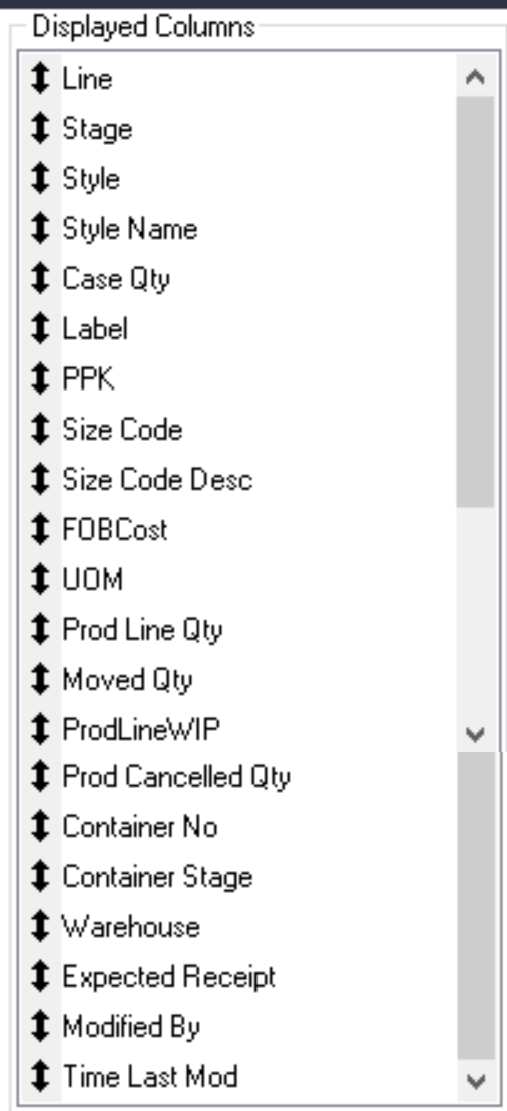 Displayed Columns
Line
Stage
Style
Style Name
Case Qty
Label
PPK
Size Code
Size Code Desc
FOBCost
UOM
Prod Line Qty
Moved Qty
ProdLineWIP
Prod Cancelled Qty
Container No
Container Stage
Warehouse
Expected Receipt
Modified By
Time Last Mod